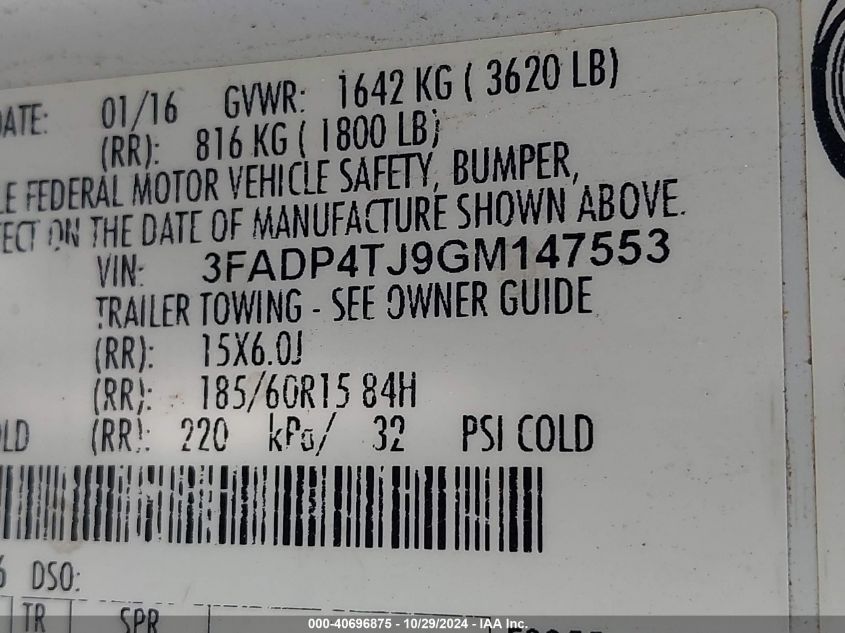 DATE: 01/16 GVWR: 1642 KG ( 3620 LB)
(RR): 816 KG ( 1800 LB)
FEDERAL MOTOR VEHICLE SAFETY, BUMPER,
ON THE DATE OF MANUFACTURE SHOWN ABOVE.
VIN: 3FADP4TJ9GM147553
TRAILER TOWING - SEE OWNER GUIDE
(RR): 15X6.0J
(RR): 185/60R15 84H
(RR): 220 kPa/ 32 PSI COLD
DSO:
TR SPR
000-40696875 - 10/29/2024 - IAA Inc.